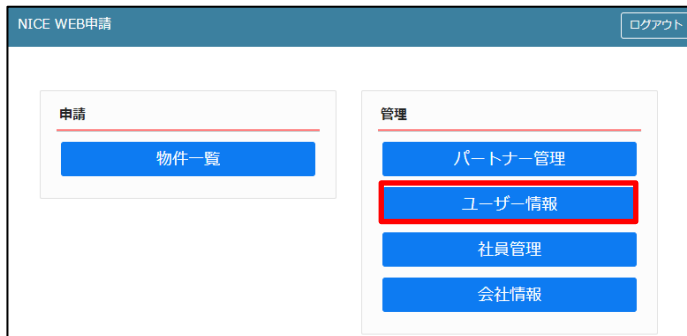 NICE WEB申請
ログアウト
申請
物件一覧
管理
パートナー管理
ユーザー情報
社員管理
会社情報